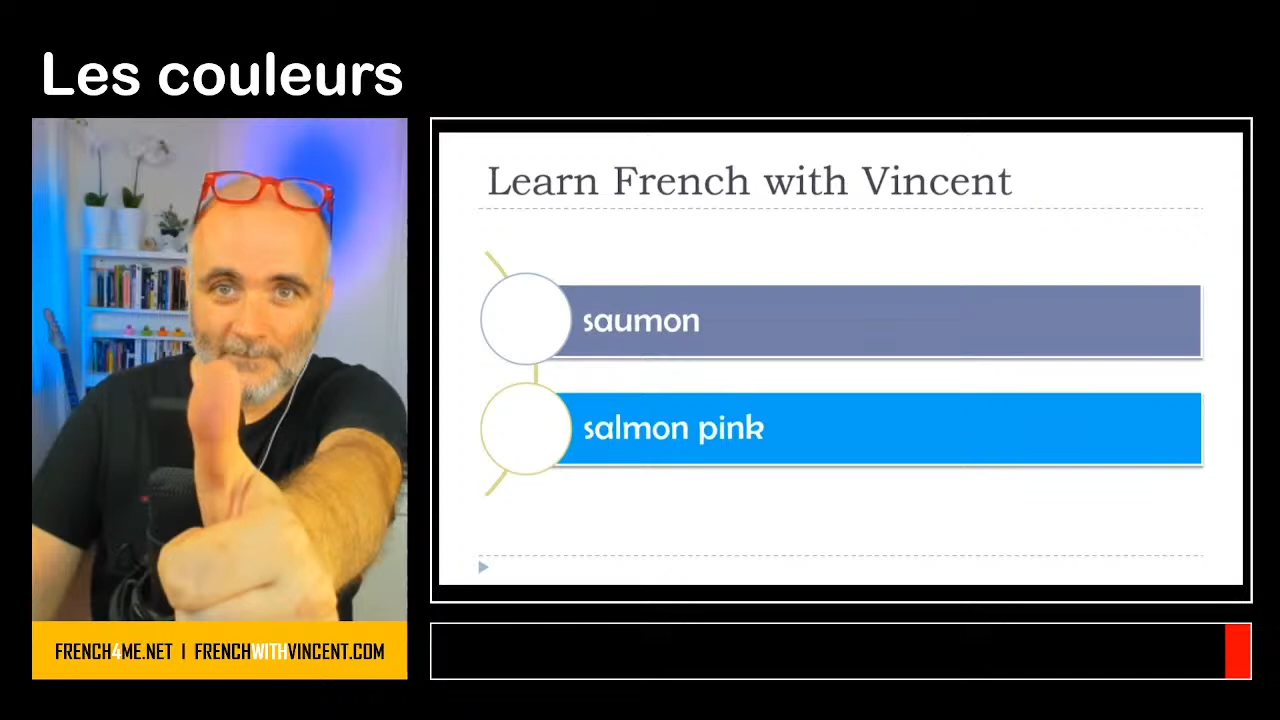 Les couleurs
Learn French with Vincent
saumon
salmon pink
FRENCH4ME.NET | FRENCHWITHVINCENT.COM